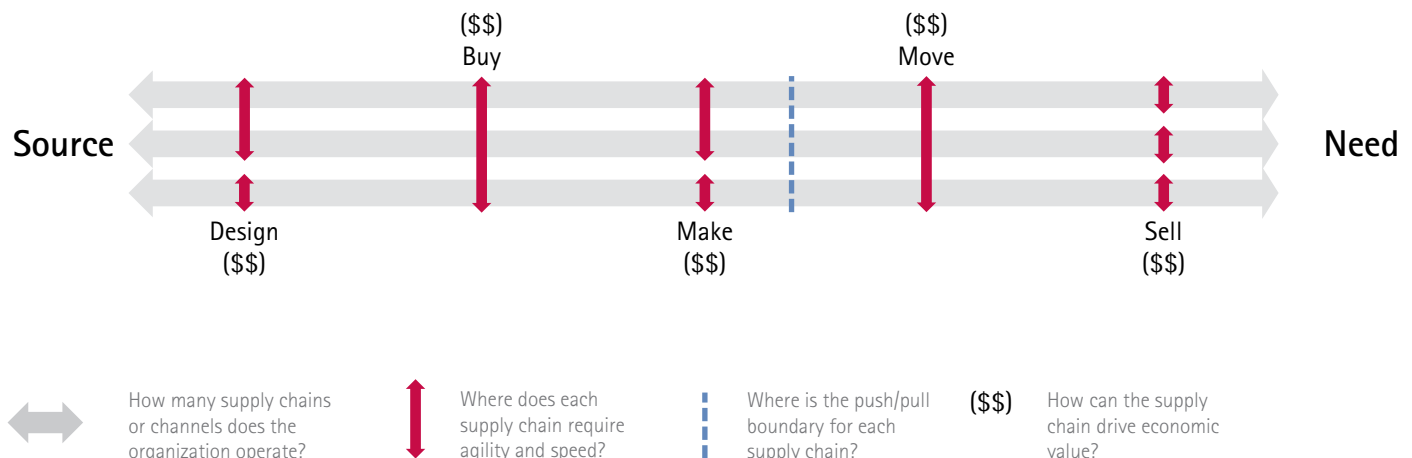 ($$)
Buy
($$)
Move
Source
Need
Design
($$)
Make
($$)
Sell
($$)
How many supply chains
or channels does the
organization operate?
Where does each
supply chain require
agility and speed?
Where is the push/pull
boundary for each
supply chain?
($$)
How can the supply
chain drive economic
value?